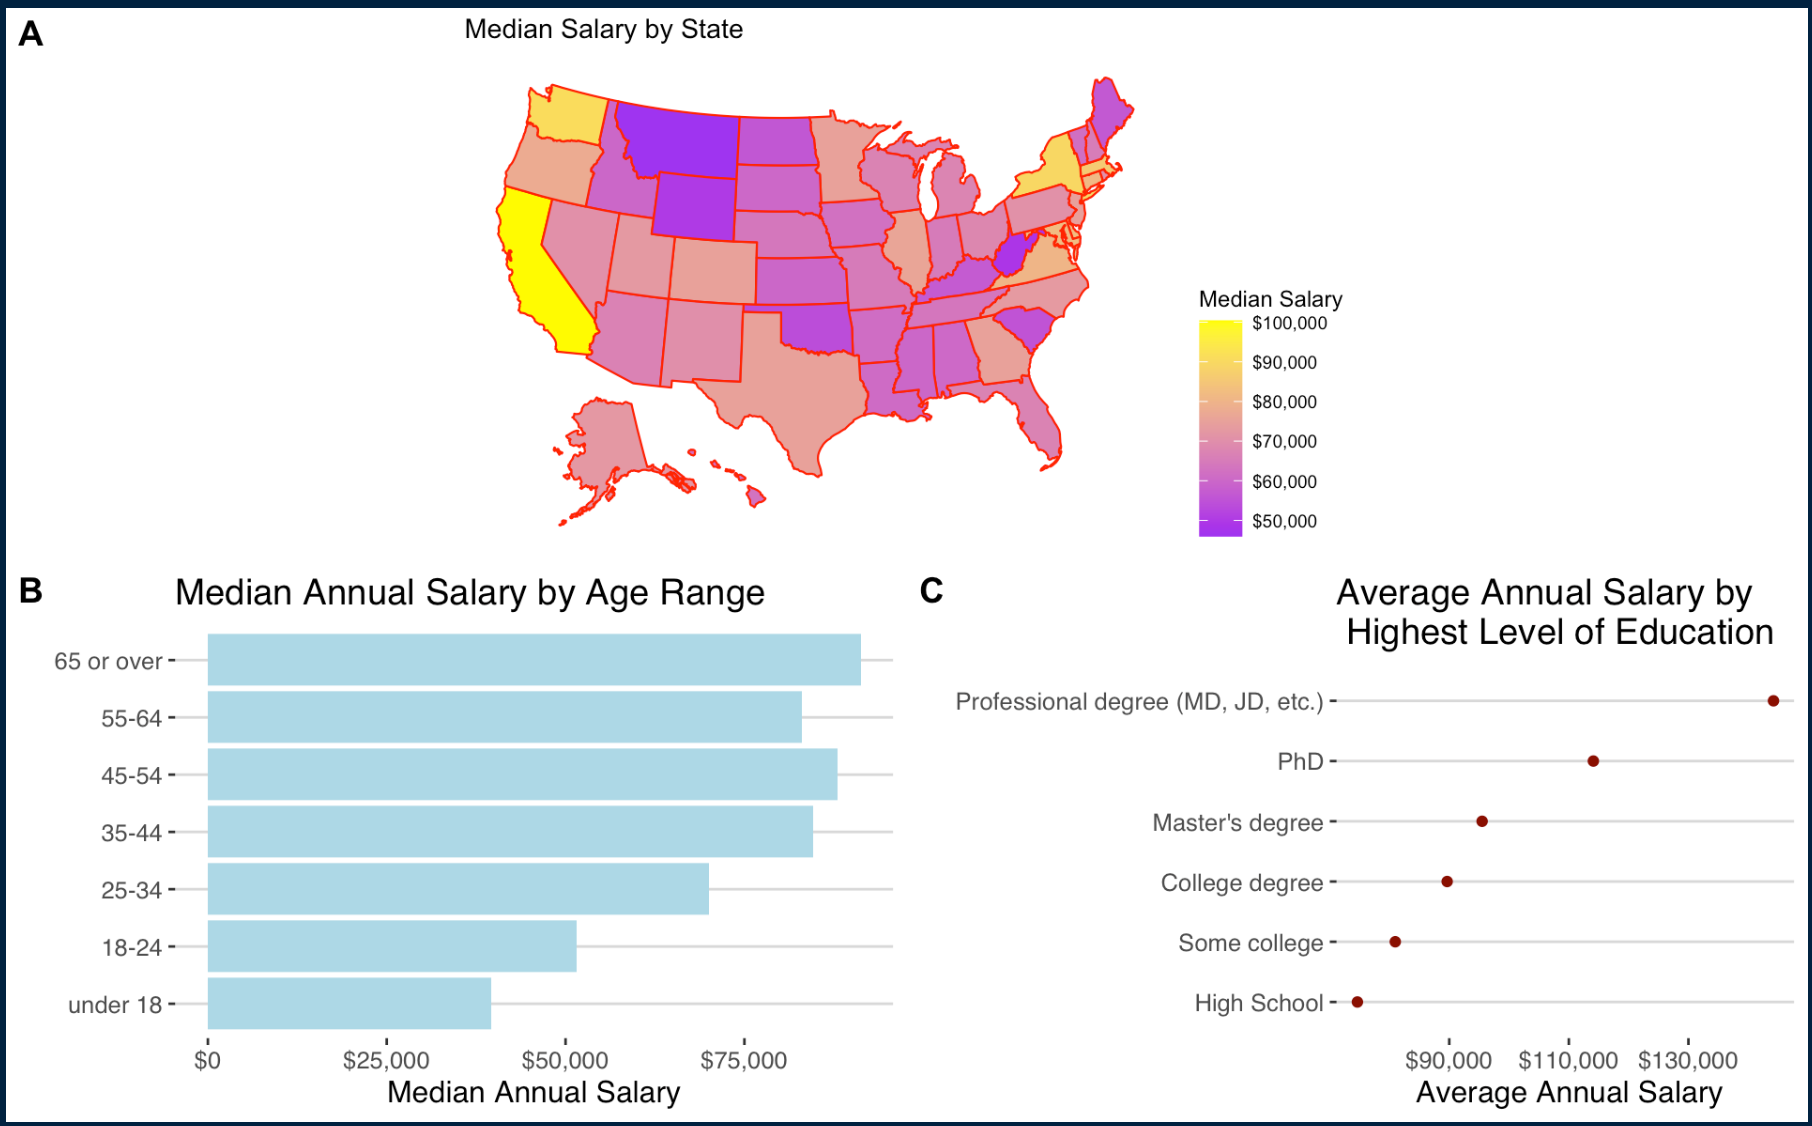 A
Median Salary by State
Median Salary
$100,000
$90,000
$80,000
$70,000
$60,000
$50,000
B
Median Annual Salary by Age Range
65 or over
55-64
45-54
35-44
25-34
18-24
under 18
$0 $25,000 $50,000 $75,000
Median Annual Salary
C
Average Annual Salary by
Highest Level of Education
Professional degree (MD, JD, etc.)
PhD
Master's degree
College degree
Some college
High School
$90,000 $110,000 $130,000
Average Annual Salary